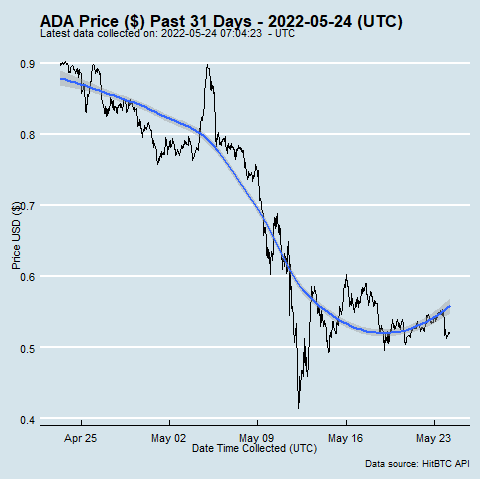 ADA Price ($) Past 31 Days - 2022-05-24 (UTC)
Latest data collected on: 2022-05-24 07:04:23  - UTC
Price USD ($)
0.9
0.8
0.7
0.6
0.5
0.4
Apr 25 May 02 May 09 May 16 May 23
Date Time Collected (UTC)
Data source: HitBTC API